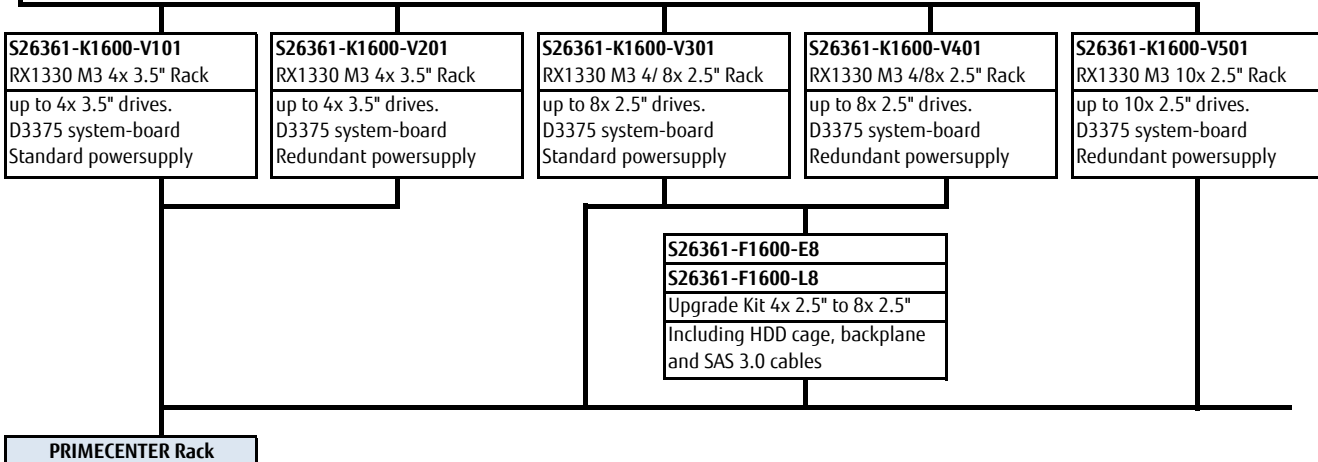 S26361-K1600-V101
RX1330 M3 4x 3.5" Rack
up to 4x 3.5" drives.
D3375 system-board
Standard powersupply
S26361-K1600-V201
RX1330 M3 4x 3.5" Rack
up to 4x 3.5" drives.
D3375 system-board
Redundant powersupply
S26361-K1600-V301
RX1330 M3 4/ 8x 2.5" Rack
up to 8x 2.5" drives.
D3375 system-board
Standard powersupply
S26361-K1600-V401
RX1330 M3 4/8x 2.5" Rack
up to 8x 2.5" drives.
D3375 system-board
Redundant powersupply
S26361-K1600-V501
RX1330 M3 10x 2.5" Rack
up to 10x 2.5" drives.
D3375 system-board
Redundant powersupply
S26361-F1600-E8
S26361-F1600-L8
Upgrade Kit 4x 2.5" to 8x 2.5"
Including HDD cage, backplane
and SAS 3.0 cables
PRIMECENTER Rack